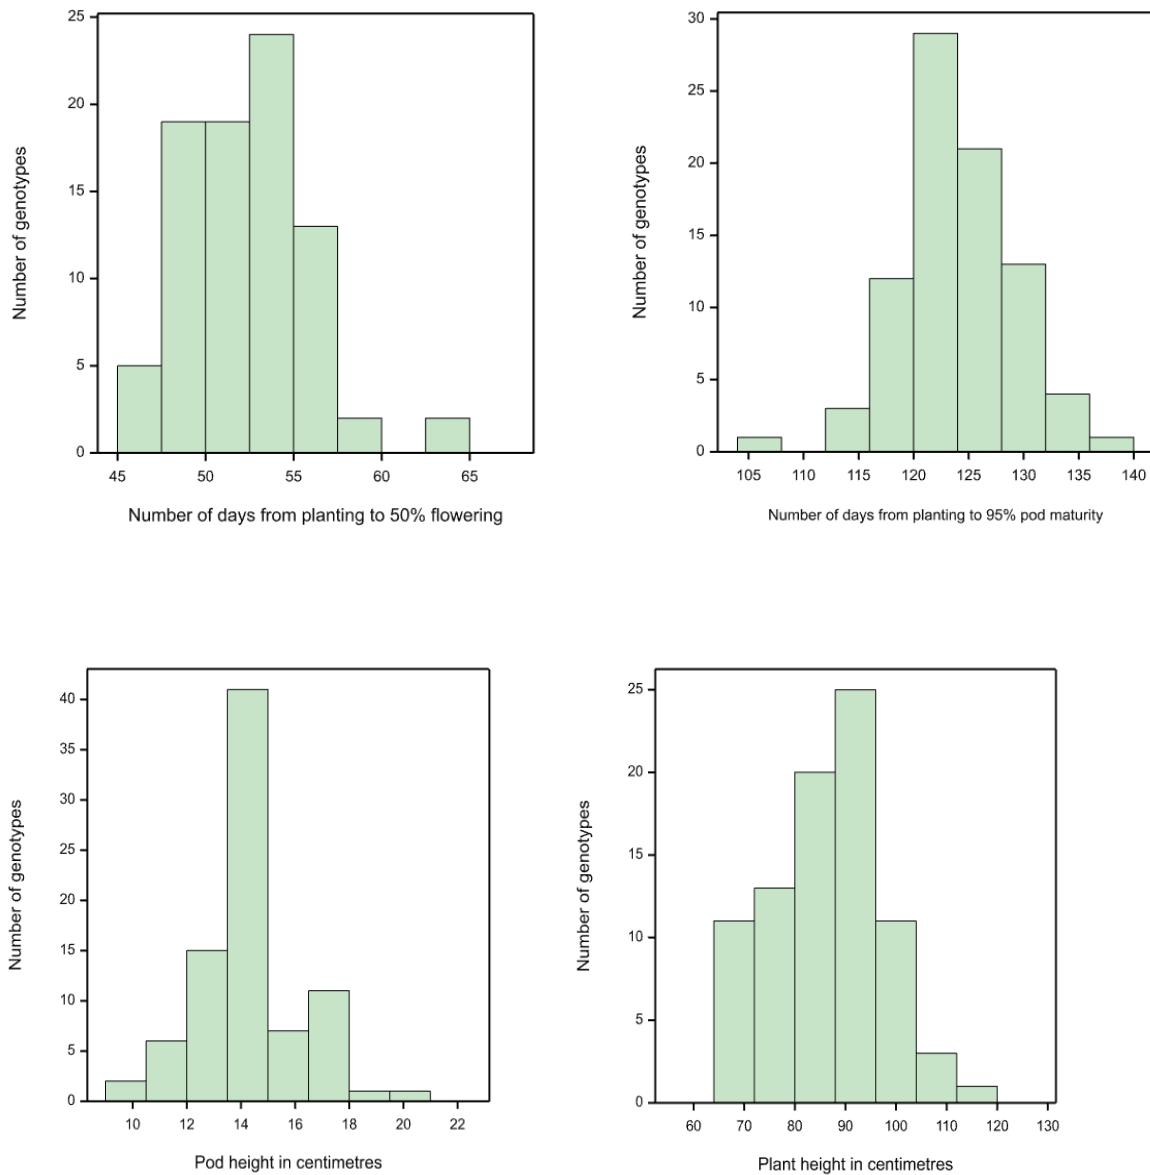 25
20
15
10
5
0
Number of genotypes
45 50 55 60 65
Number of days from planting to 50% flowering
30
25
20
15
10
5
0
Number of genotypes
105 110 115 120 125 130 135 140
Number of days from planting to 95% pod maturity
40
35
30
25
20
15
10
5
0
Number of genotypes
10 12 14 16 18 20 22
Pod height in centimetres
25
20
15
10
5
0
Number of genotypes
60 70 80 90 100 110 120 130
Plant height in centimetres